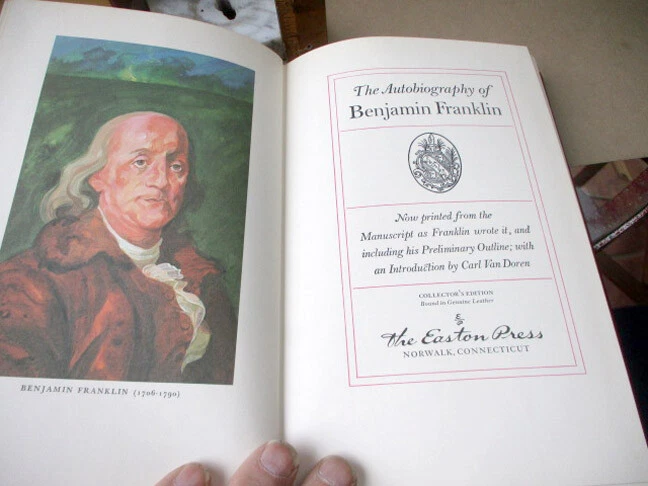 BENJAMIN FRANKLIN (1706-1790)
The Autobiography of
Benjamin Franklin
Now printed from the
Manuscript as Franklin wrote it, and
including his Preliminary Outline; with
an Introduction by Carl Van Doren
COLLECTOR'S EDITION
Bound in Genuine Leather
the Easton Press
NORWALK, CONNECTICUT